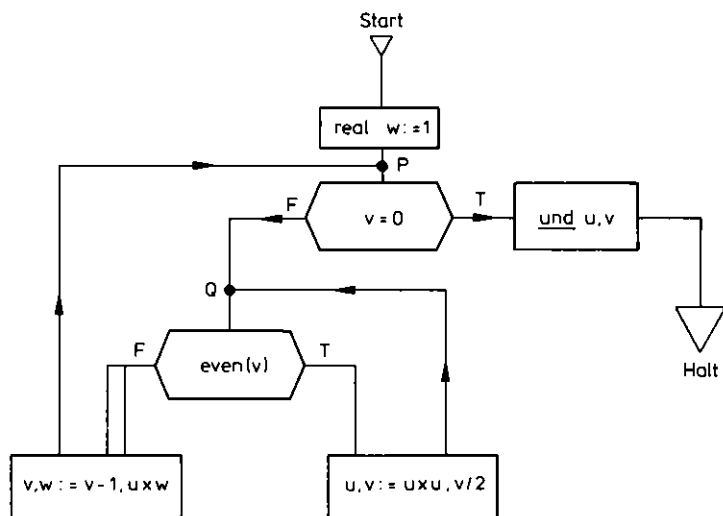 Start
real w:=1
P
F
v=0
T
und u,v
Q
F
even(v)
T
Halt
v,w:=v-1,u×w
u,v:=u×u,v/2